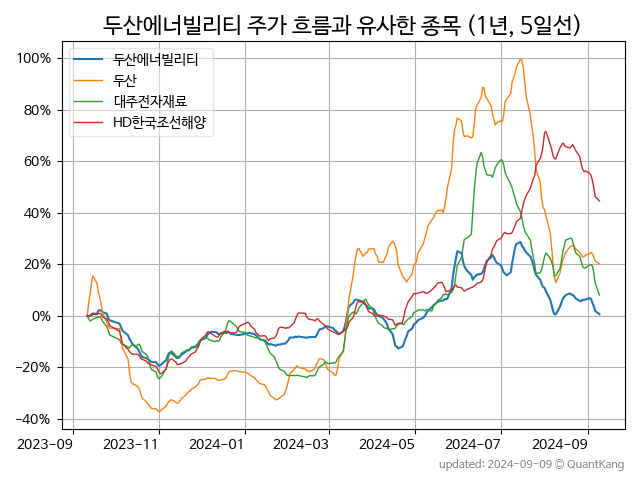 두산에너빌리티 주가 흐름과 유사한 종목 (1년, 5일선)
두산에너빌리티
두산
대주전자재료
HD한국조선해양
100%
80%
60%
40%
20%
0%
−20%
−40%
2023-09 2023-11 2024-01 2024-03 2024-05 2024-07 2024-09
updated: 2024-09-09 © QuantKang